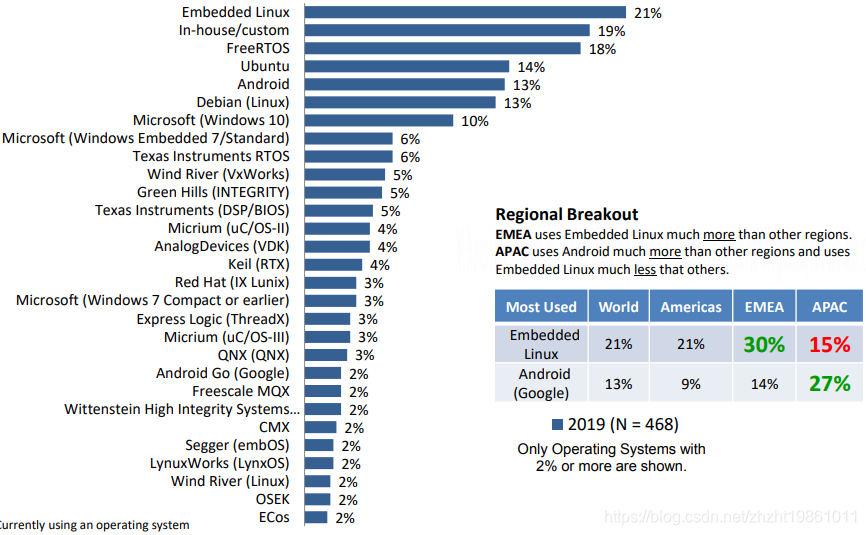 Embedded Linux 21%
In-house/custom 19%
FreeRTOS 18%
Ubuntu 14%
Android 13%
Debian (Linux) 13%
Microsoft (Windows 10) 10%
Microsoft (Windows Embedded 7/Standard) 6%
Texas Instruments RTOS 6%
Wind River (VxWorks) 5%
Green Hills (INTEGRITY) 5%
Texas Instruments (DSP/BIOS) 5%
Micrium (uC/OS-II) 4%
AnalogDevices (VDK) 4%
Keil (RTX) 4%
Red Hat (IX Lunix) 3%
Microsoft (Windows 7 Compact or earlier) 3%
Express Logic (ThreadX) 3%
Micrium (uC/OS-III) 3%
QNX (QNX) 3%
Android Go (Google) 2%
Freescale MQX 2%
Wittenstein High Integrity Systems... 2%
CMX 2%
Segger (embOS) 2%
LynuxWorks (LynxOS) 2%
Wind River (Linux) 2%
OSEK 2%
ECos 2%
Currently using an operating system
Regional Breakout
EMEA uses Embedded Linux much more than other regions.
APAC uses Android much more than other regions and uses
Embedded Linux much less that others.
Most Used World Americas EMEA APAC
Embedded
Linux 21% 21% 30% 15%
Android
(Google) 13% 9% 14% 27%
2019 (N = 468)
Only Operating Systems with
2% or more are shown.
https://blog.csdn.net/zhzht19861011